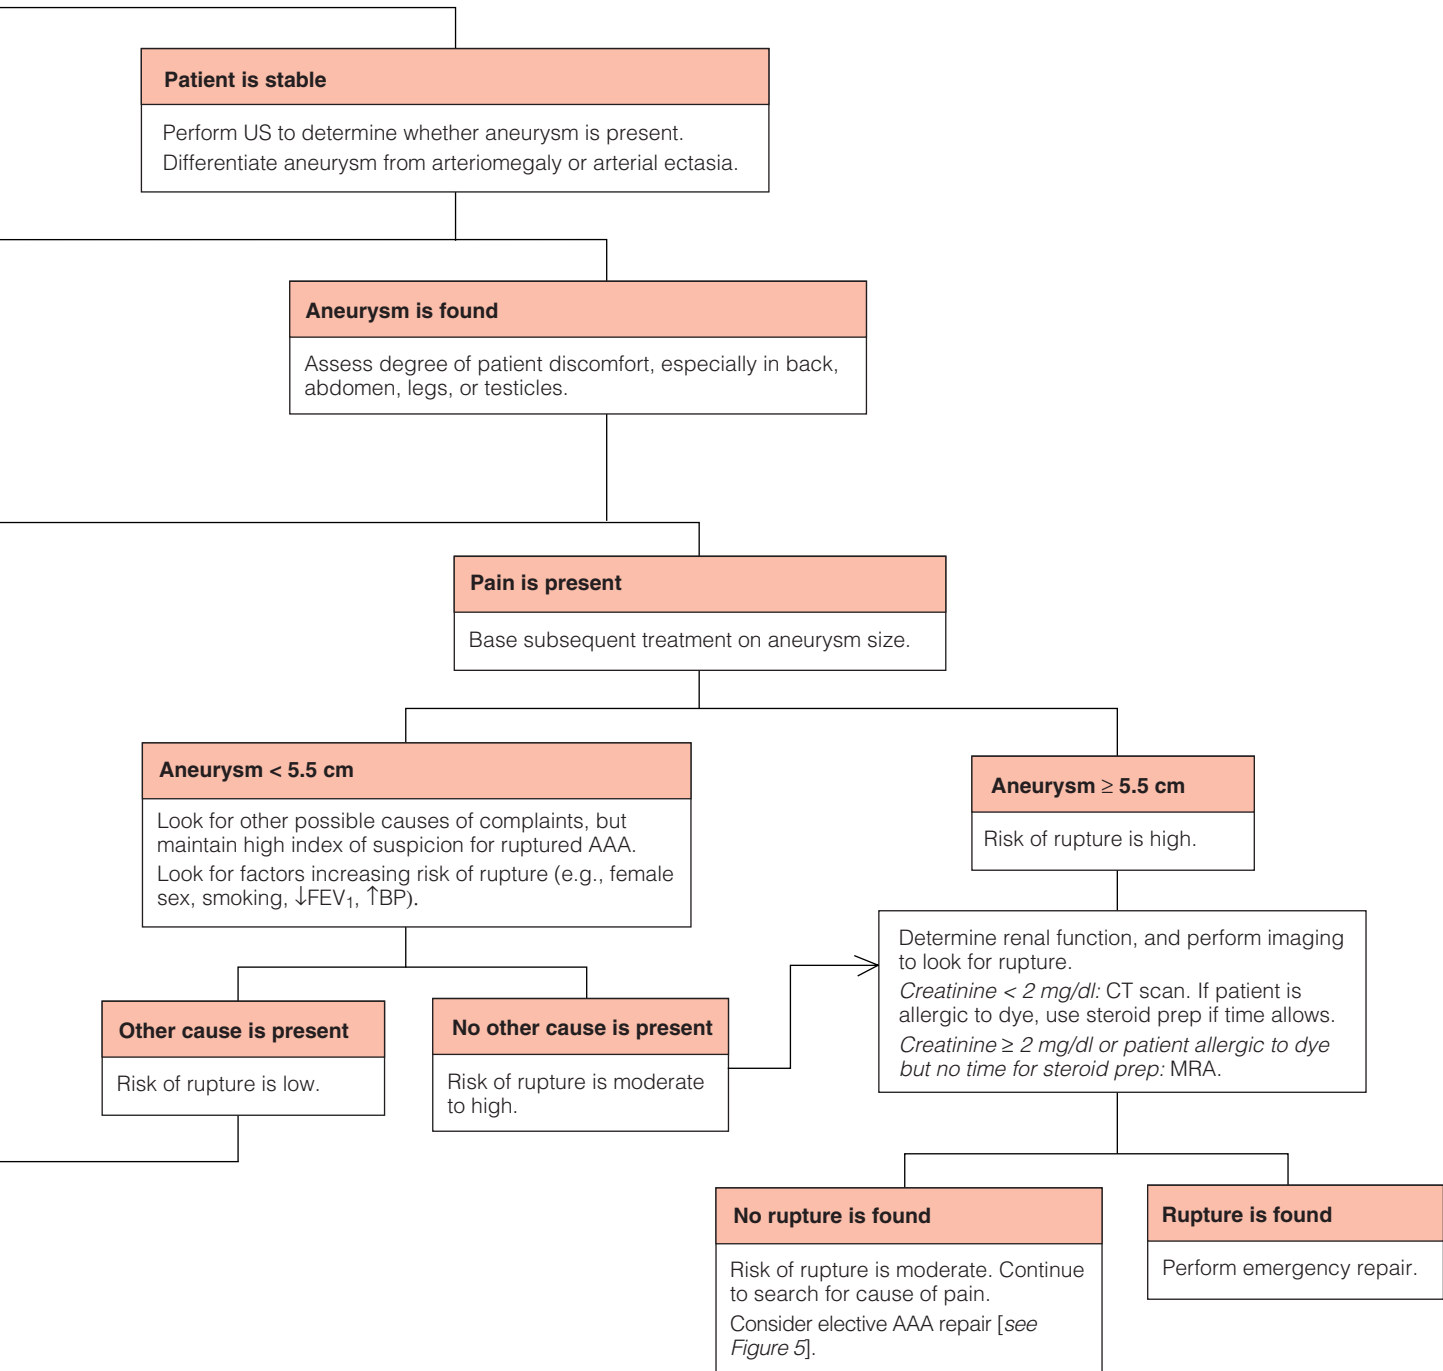 Patient is stable
Perform US to determine whether aneurysm is present.
Differentiate aneurysm from arteriomegaly or arterial ectasia.
Aneurysm is found
Assess degree of patient discomfort, especially in back,
abdomen, legs, or testicles.
Pain is present
Base subsequent treatment on aneurysm size.
Aneurysm < 5.5 cm
Look for other possible causes of complaints, but
maintain high index of suspicion for ruptured AAA.
Look for factors increasing risk of rupture (e.g., female
sex, smoking, ↓FEV₁, ↑BP).
Aneurysm ≥ 5.5 cm
Risk of rupture is high.
Determine renal function, and perform imaging
to look for rupture.
Creatinine < 2 mg/dl: CT scan. If patient is
allergic to dye, use steroid prep if time allows.
Creatinine ≥ 2 mg/dl or patient allergic to dye
but no time for steroid prep: MRA.
Other cause is present
Risk of rupture is low.
No other cause is present
Risk of rupture is moderate
to high.
No rupture is found
Risk of rupture is moderate. Continue
to search for cause of pain.
Consider elective AAA repair [see
Figure 5].
Rupture is found
Perform emergency repair.